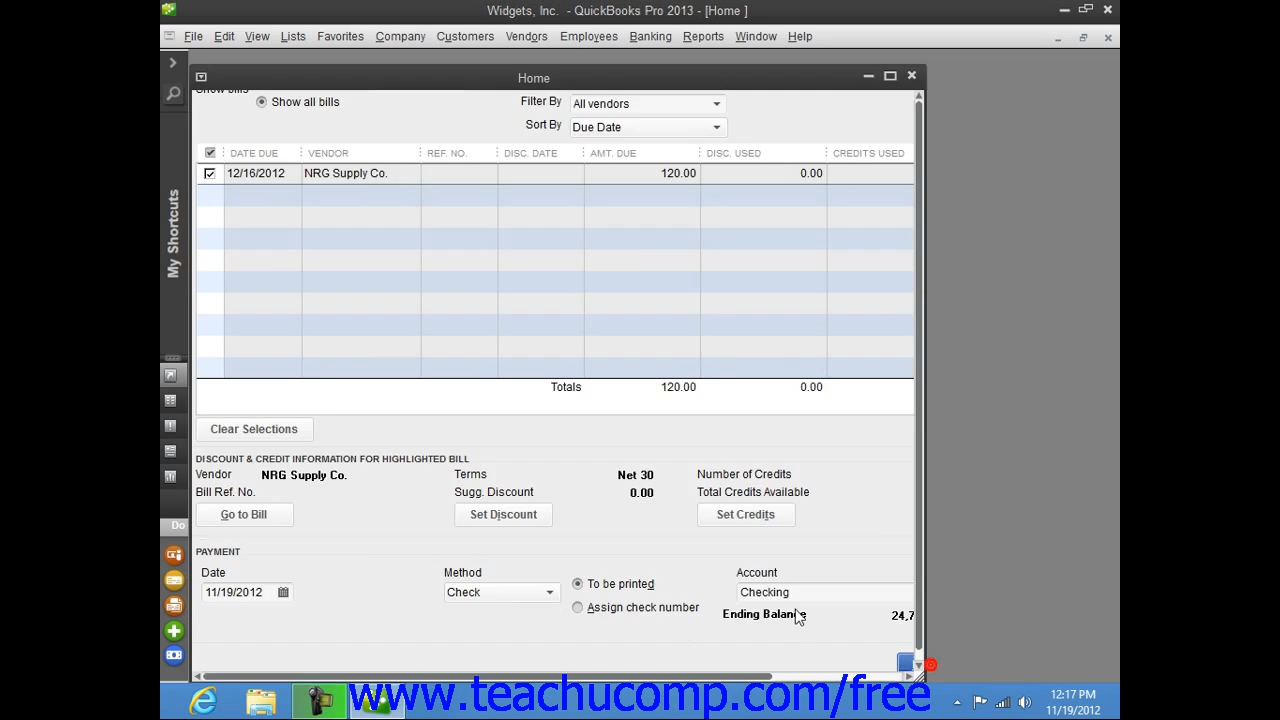 Widgets, Inc. - QuickBooks Pro 2013 - [Home ]
File Edit View Lists Favorites Company Customers Vendors Employees Banking Reports Window Help
Home
Show bills
Show all bills
Filter By All vendors
Sort By Due Date
DATE DUE VENDOR REF. NO. DISC. DATE AMT. DUE DISC. USED CREDITS USED
12/16/2012 NRG Supply Co. 120.00 0.00
Totals 120.00 0.00
My Shortcuts
Clear Selections
DISCOUNT & CREDIT INFORMATION FOR HIGHLIGHTED BILL
Vendor NRG Supply Co. Terms Net 30 Number of Credits
Bill Ref. No. Sugg. Discount 0.00 Total Credits Available
Go to Bill Set Discount Set Credits
Do
PAYMENT
Date Method To be printed Account
11/19/2012 Check Assign check number Checking
Ending Balance 24,7
www.teachucomp.com/free
12:17 PM
11/19/2012